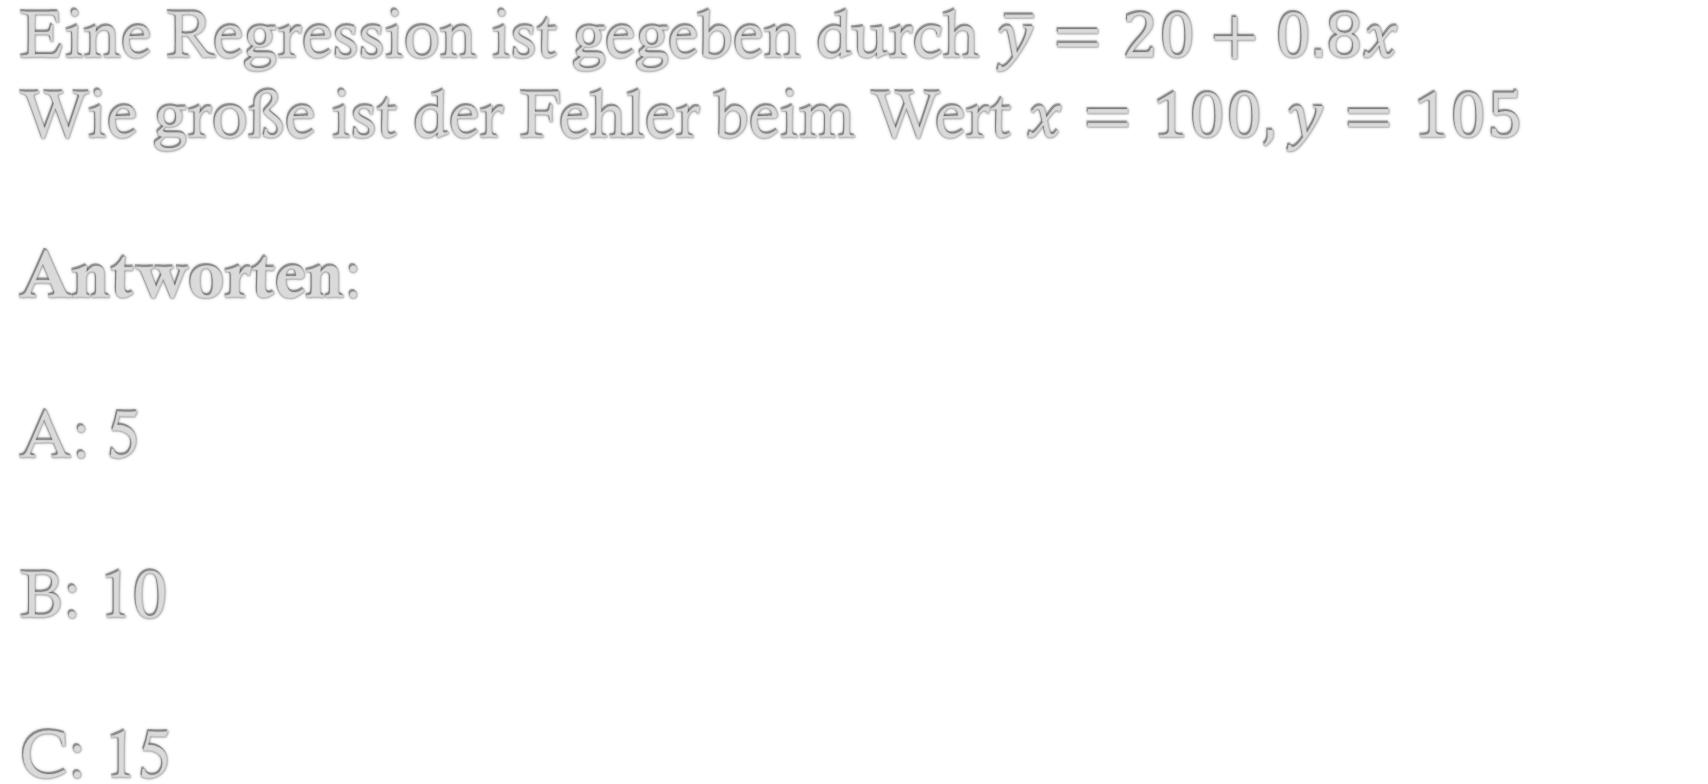 Eine Regression ist gegeben durch ȳ = 20 + 0.8x
Wie große ist der Fehler beim Wert x = 100, y = 105
Antworten:
A: 5
B: 10
C: 15